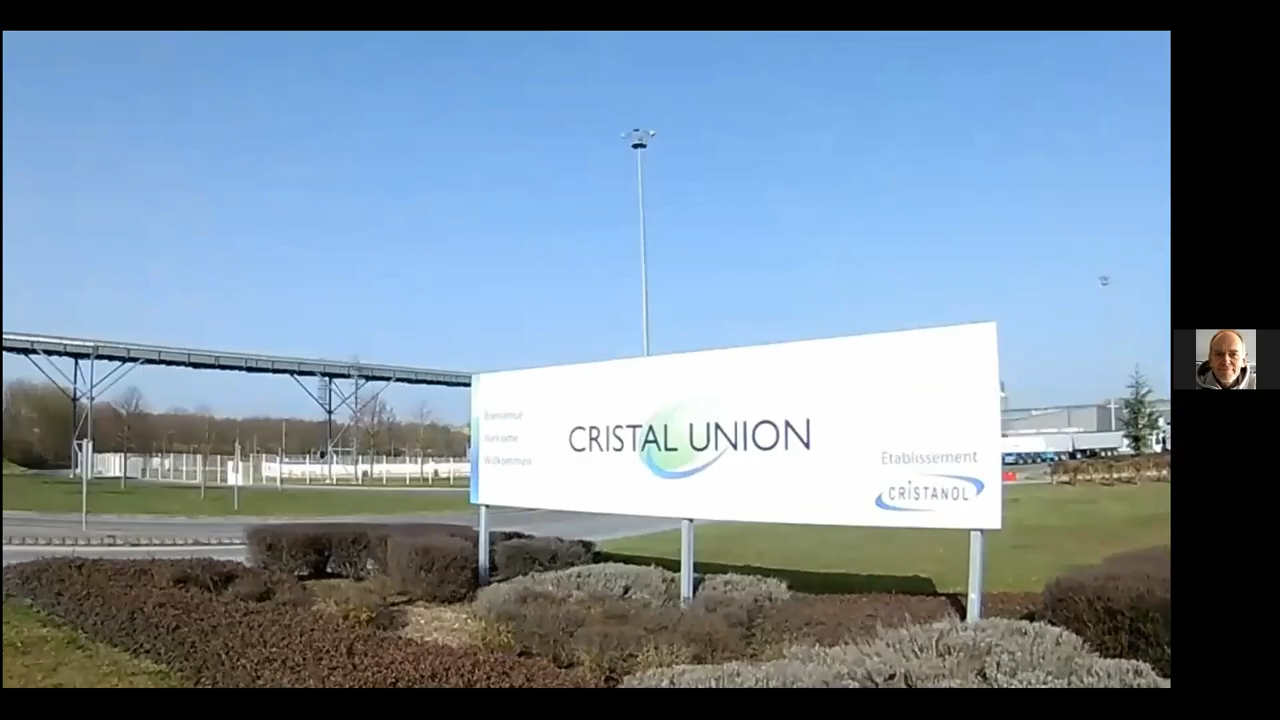 Bienvenue
Welcome
Willkommen
CRISTAL UNION
Etablissement
CRISTANOL